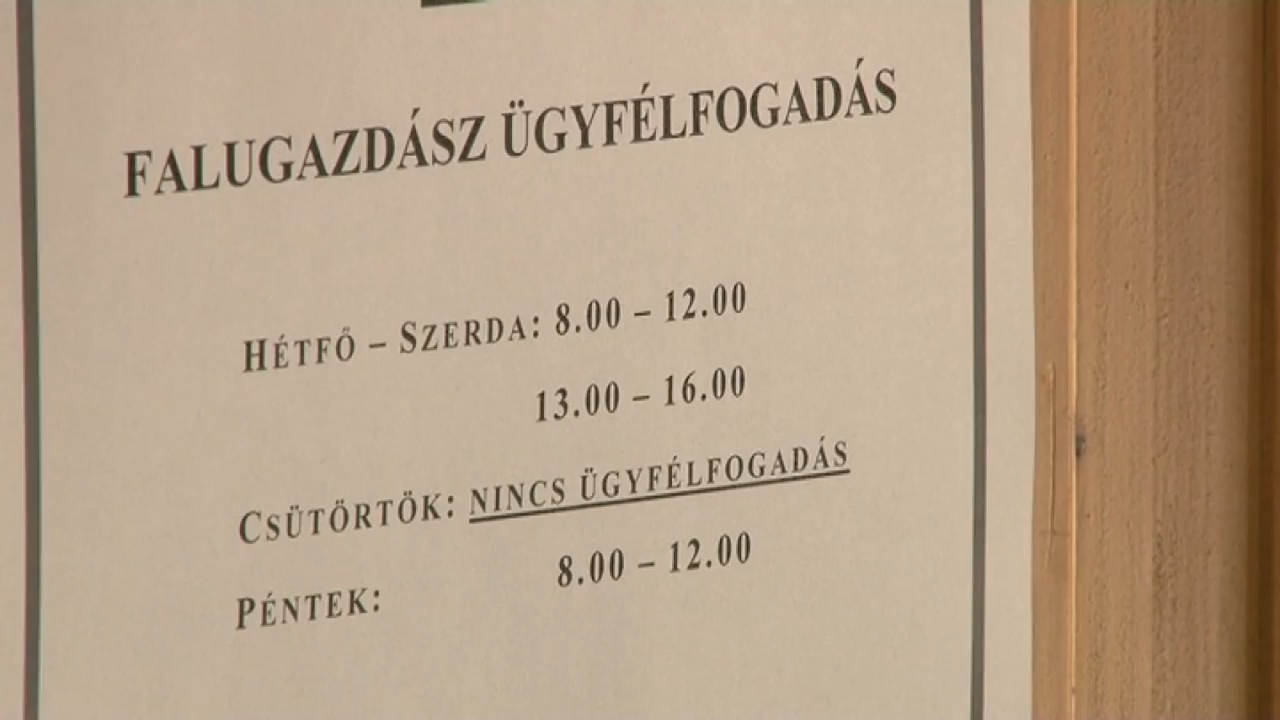 FALUGAZDÁSZ ÜGYFÉLFOGADÁS
HÉTFŐ – SZERDA: 8.00 – 12.00
13.00 – 16.00
CSÜTÖRTÖK: NINCS ÜGYFÉLFOGADÁS
PÉNTEK: 8.00 – 12.00